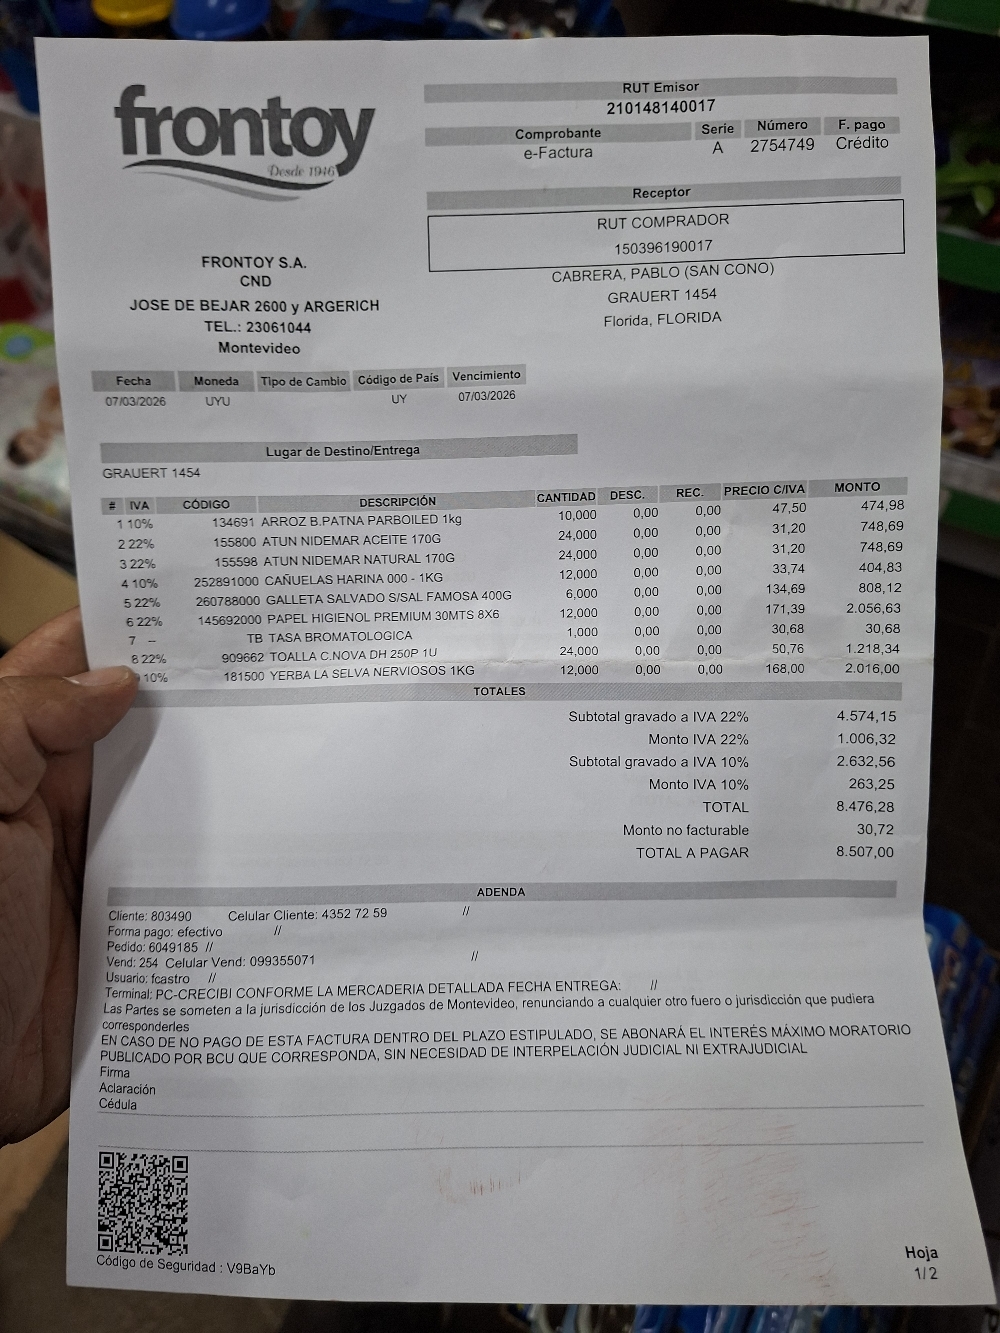 frontoy
Desde 1946
RUT Emisor
210148140017
Comprobante Serie Número F. pago
e-Factura A 2754749 Crédito
Receptor
RUT COMPRADOR
150396190017
CABRERA, PABLO (SAN CONO)
GRAUERT 1454
Florida, FLORIDA
FRONTOY S.A.
CND
JOSE DE BEJAR 2600 y ARGERICH
TEL.: 23061044
Montevideo
Fecha Moneda Tipo de Cambio Código de País Vencimiento
07/03/2026 UYU UY 07/03/2026
Lugar de Destino/Entrega
GRAUERT 1454
# IVA CÓDIGO DESCRIPCIÓN CANTIDAD DESC. REC. PRECIO C/IVA MONTO
1 10% 134691 ARROZ B.PATNA PARBOILED 1kg 10,000 0,00 0,00 47,50 474,98
2 22% 155800 ATUN NIDEMAR ACEITE 170G 24,000 0,00 0,00 31,20 748,69
3 22% 155598 ATUN NIDEMAR NATURAL 170G 24,000 0,00 0,00 31,20 748,69
4 10% 252891000 CAÑUELAS HARINA 000 - 1KG 12,000 0,00 0,00 33,74 404,83
5 22% 260788000 GALLETA SALVADO S/SAL FAMOSA 400G 6,000 0,00 0,00 134,69 808,12
6 22% 145692000 PAPEL HIGIENOL PREMIUM 30MTS 8X6 12,000 0,00 0,00 171,39 2.056,63
7 -- TB TASA BROMATOLOGICA 1,000 0,00 0,00 30,68 30,68
8 22% 909662 TOALLA C.NOVA DH 250P 1U 24,000 0,00 0,00 50,76 1.218,34
10% 181500 YERBA LA SELVA NERVIOSOS 1KG 12,000 0,00 0,00 168,00 2.016,00
TOTALES
Subtotal gravado a IVA 22% 4.574,15
Monto IVA 22% 1.006,32
Subtotal gravado a IVA 10% 2.632,56
Monto IVA 10% 263,25
TOTAL 8.476,28
Monto no facturable 30,72
TOTAL A PAGAR 8.507,00
ADENDA
Cliente: 803490 Celular Cliente: 4352 72 59 //
Forma pago: efectivo //
Pedido: 6049185 //
Vend: 254 Celular Vend: 099355071 //
Usuario: fcastro //
Terminal: PC-CRECIBI CONFORME LA MERCADERIA DETALLADA FECHA ENTREGA: //
Las Partes se someten a la jurisdicción de los Juzgados de Montevideo, renunciando a cualquier otro fuero o jurisdicción que pudiera
corresponderles
EN CASO DE NO PAGO DE ESTA FACTURA DENTRO DEL PLAZO ESTIPULADO, SE ABONARÁ EL INTERÉS MÁXIMO MORATORIO
PUBLICADO POR BCU QUE CORRESPONDA, SIN NECESIDAD DE INTERPELACIÓN JUDICIAL NI EXTRAJUDICIAL
Firma
Aclaración
Cédula
Código de Seguridad : V9BaYb
Hoja
1/2